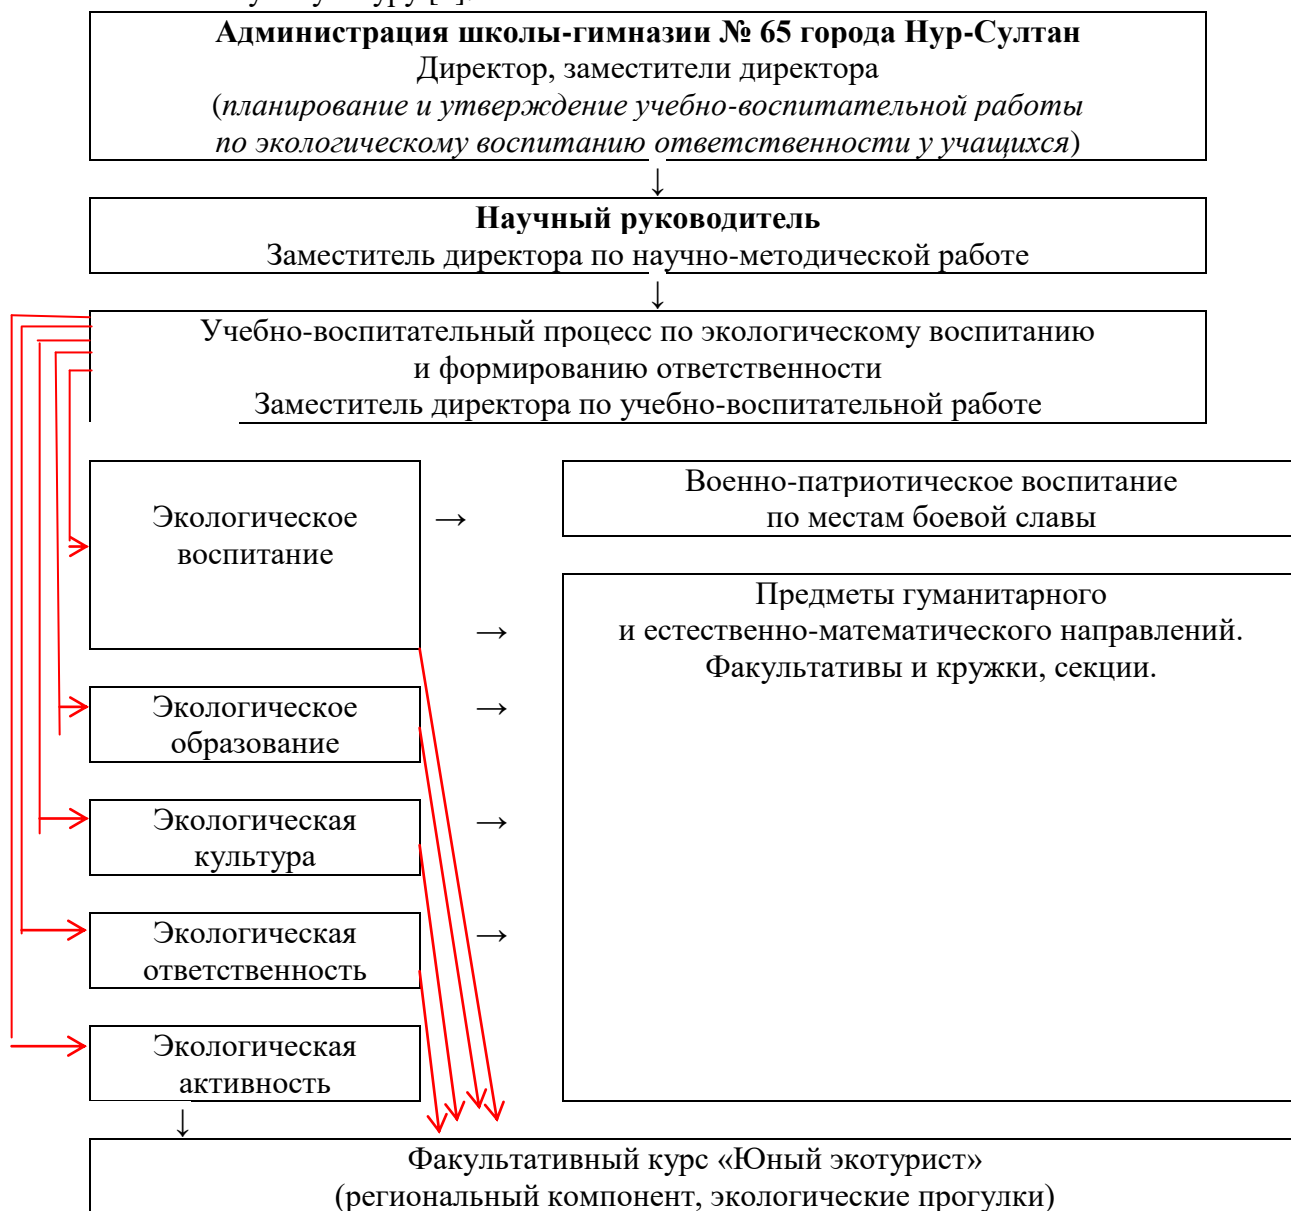 Администрация школы-гимназии № 65 города Нур-Султан
Директор, заместители директора
(планирование и утверждение учебно-воспитательной работы
по экологическому воспитанию ответственности у учащихся)
↓
Научный руководитель
Заместитель директора по научно-методической работе
↓
Учебно-воспитательный процесс по экологическому воспитанию
и формированию ответственности
Заместитель директора по учебно-воспитательной работе
Экологическое
воспитание
→
Военно-патриотическое воспитание
по местам боевой славы
→
Предметы гуманитарного
и естественно-математического направлений.
Факультативы и кружки, секции.
Экологическое
образование
→
Экологическая
культура
→
Экологическая
ответственность
→
Экологическая
активность
↓
Факультативный курс «Юный экотурист»
(региональный компонент, экологические прогулки)